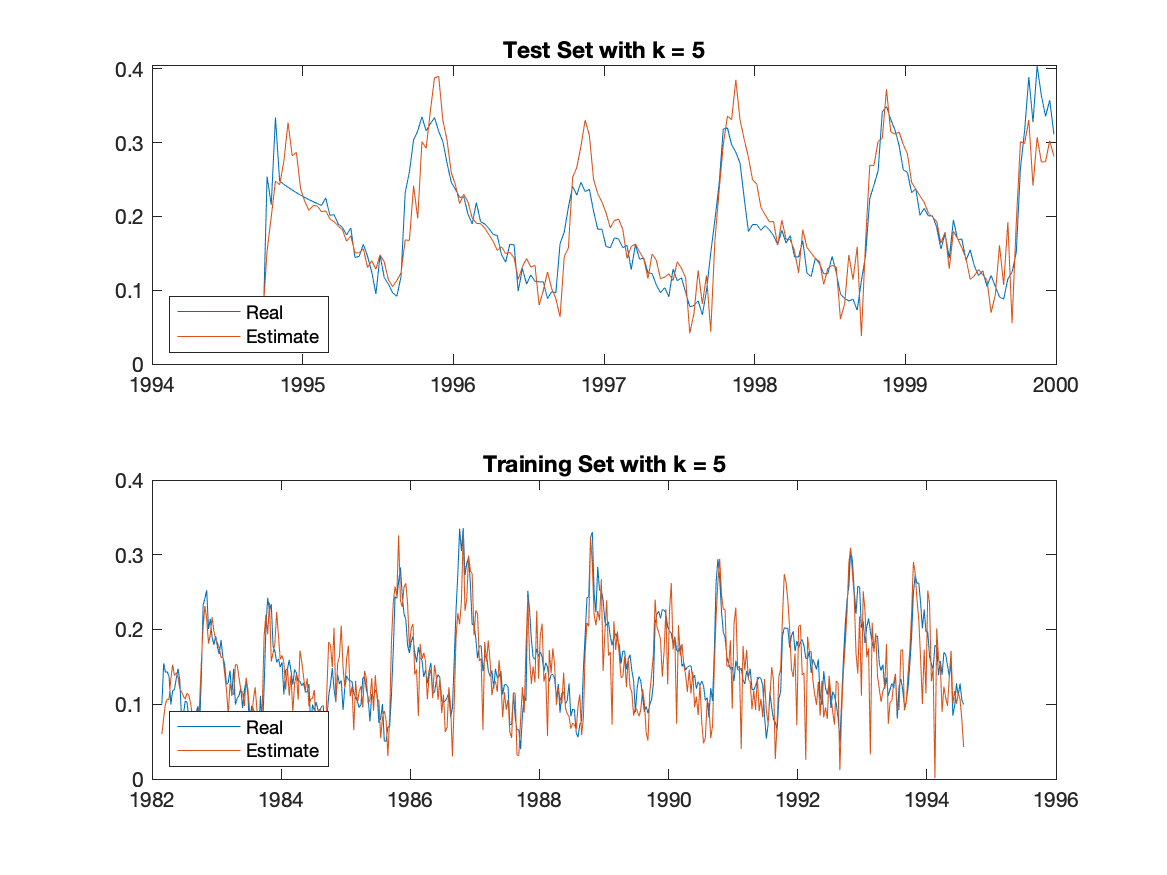 Test Set with k = 5
0.4
0.3
0.2
0.1
0
Real
Estimate
1994 1995 1996 1997 1998 1999 2000
Training Set with k = 5
0.4
0.3
0.2
0.1
0
Real
Estimate
1982 1984 1986 1988 1990 1992 1994 1996